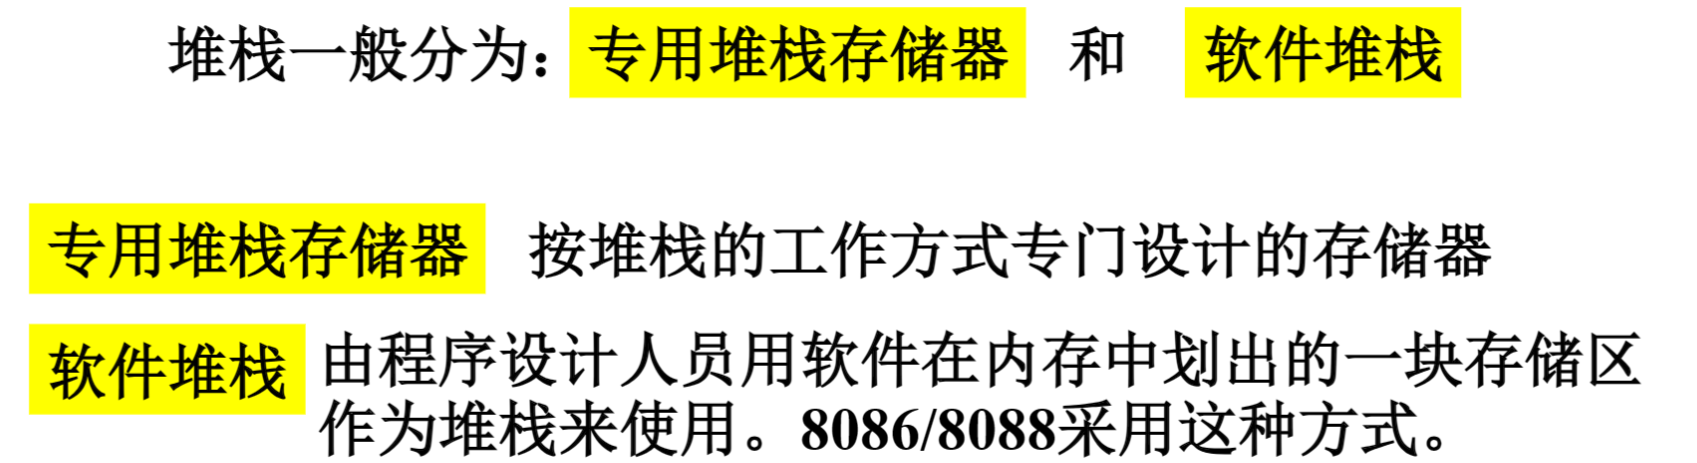 堆栈一般分为：专用堆栈存储器 和 软件堆栈
专用堆栈存储器 按堆栈的工作方式专门设计的存储器
软件堆栈 由程序设计人员用软件在内存中划出的一块存储区
作为堆栈来使用。8086/8088采用这种方式。